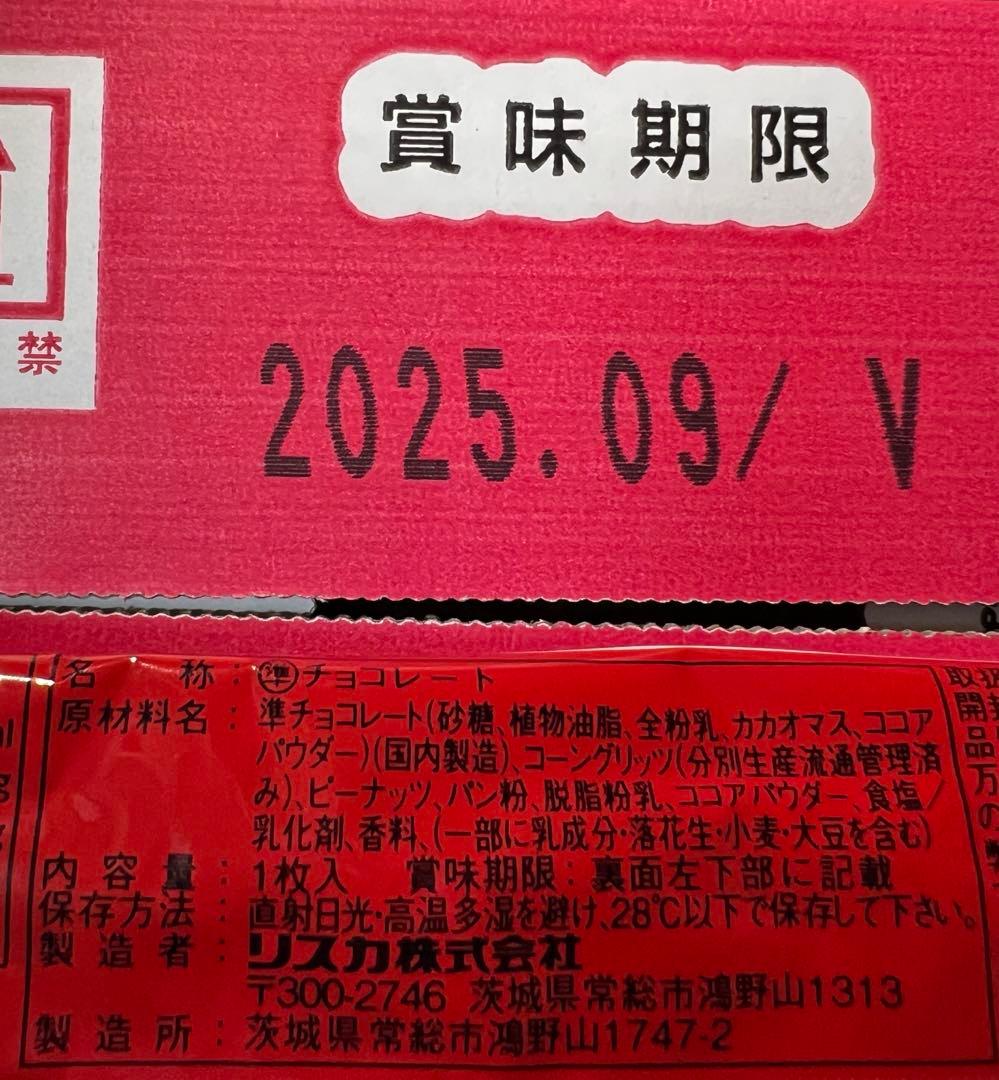 賞味期限
禁
2025.09/ V
名称：㊜チョコレート
原材料名：準チョコレート(砂糖、植物油脂、全粉乳、カカオマス、ココア
パウダー)(国内製造)、コーングリッツ(分別生産流通管理済
み)、ピーナッツ、パン粉、脱脂粉乳、ココアパウダー、食塩/
乳化剤、香料、(一部に乳成分・落花生・小麦・大豆を含む)
内容量：1枚入 賞味期限：裏面左下部に記載
保存方法：直射日光・高温多湿を避け、28℃以下で保存して下さい。
製造者：リスカ株式会社
〒300-2746 茨城県常総市鴻野山1313
製造所：茨城県常総市鴻野山1747-2
取扱
開封
品
万
の